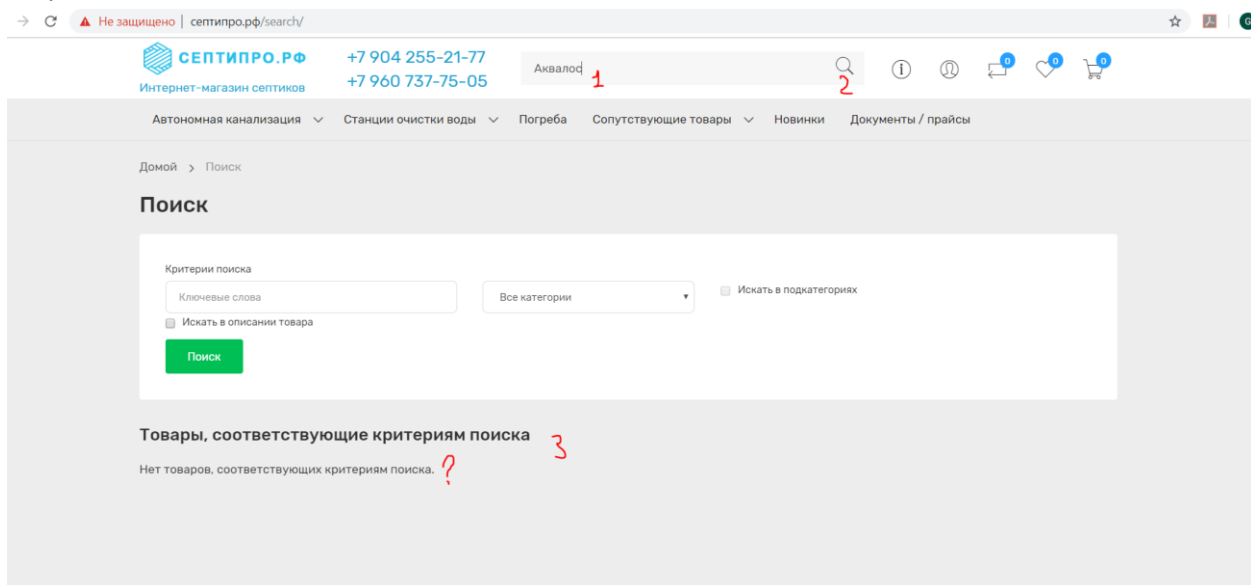 Не защищено | септипро.рф/search/
СЕПТИПРО.РФ
Интернет-магазин септиков
+7 904 255-21-77
+7 960 737-75-05
Аквалос
1
2
0
0
0
Автономная канализация Станции очистки воды Погреба Сопутствующие товары Новинки Документы / прайсы
Домой > Поиск
Поиск
Критерии поиска
Ключевые слова Все категории Искать в подкатегориях
Искать в описании товара
Поиск
Товары, соответствующие критериям поиска 3
Нет товаров, соответствующих критериям поиска. ?